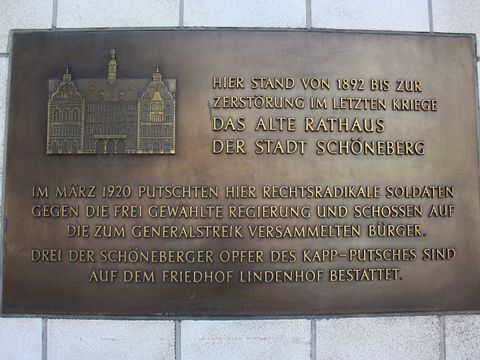 HIER STAND VON 1892 BIS ZUR
ZERSTÖRUNG IM LETZTEN KRIEGE
DAS ALTE RATHAUS
DER STADT SCHÖNEBERG
IM MÄRZ 1920 PUTSCHTEN HIER RECHTSRADIKALE SOLDATEN
GEGEN DIE FREI GEWÄHLTE REGIERUNG UND SCHOSSEN AUF
DIE ZUM GENERALSTREIK VERSAMMELTEN BÜRGER.
DREI DER SCHÖNEBERGER OPFER DES KAPP-PUTSCHES SIND
AUF DEM FRIEDHOF LINDENHOF BESTATTET.